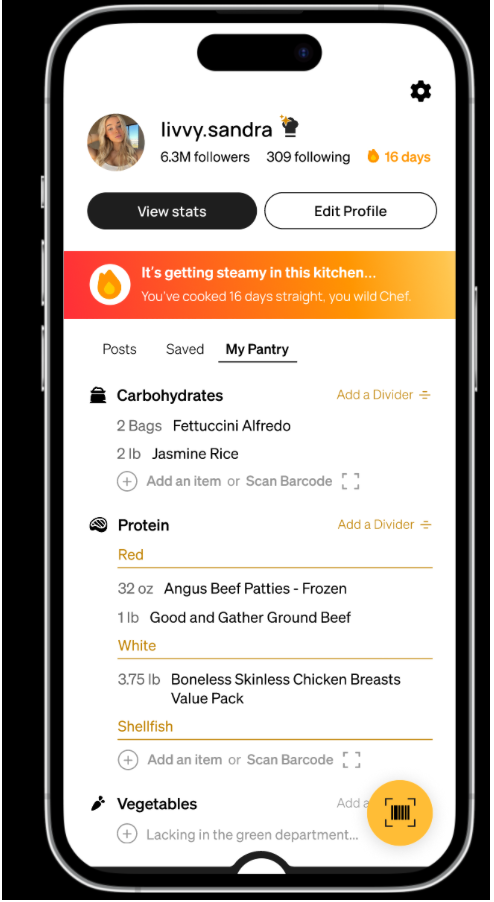 livvy.sandra
6.3M followers 309 following 16 days
View stats Edit Profile
It's getting steamy in this kitchen...
You've cooked 16 days straight, you wild Chef.
Posts Saved My Pantry
Carbohydrates Add a Divider
2 Bags Fettuccini Alfredo
2 lb Jasmine Rice
Add an item or Scan Barcode
Protein Add a Divider
Red
32 oz Angus Beef Patties - Frozen
1 lb Good and Gather Ground Beef
White
3.75 lb Boneless Skinless Chicken Breasts
Value Pack
Shellfish
Add an item or Scan Barcode
Vegetables Add
Lacking in the green department...